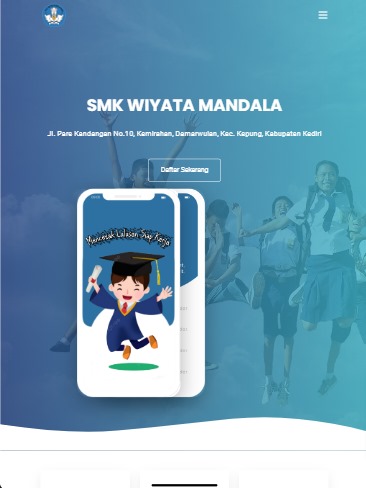 SMK WIYATA MANDALA
Jl. Pare Kandangan No.10, Kemirahan, Damarwulan, Kec. Kepung, Kabupaten Kediri
Daftar Sekarang
Mencetak Lulusan Siap Kerja